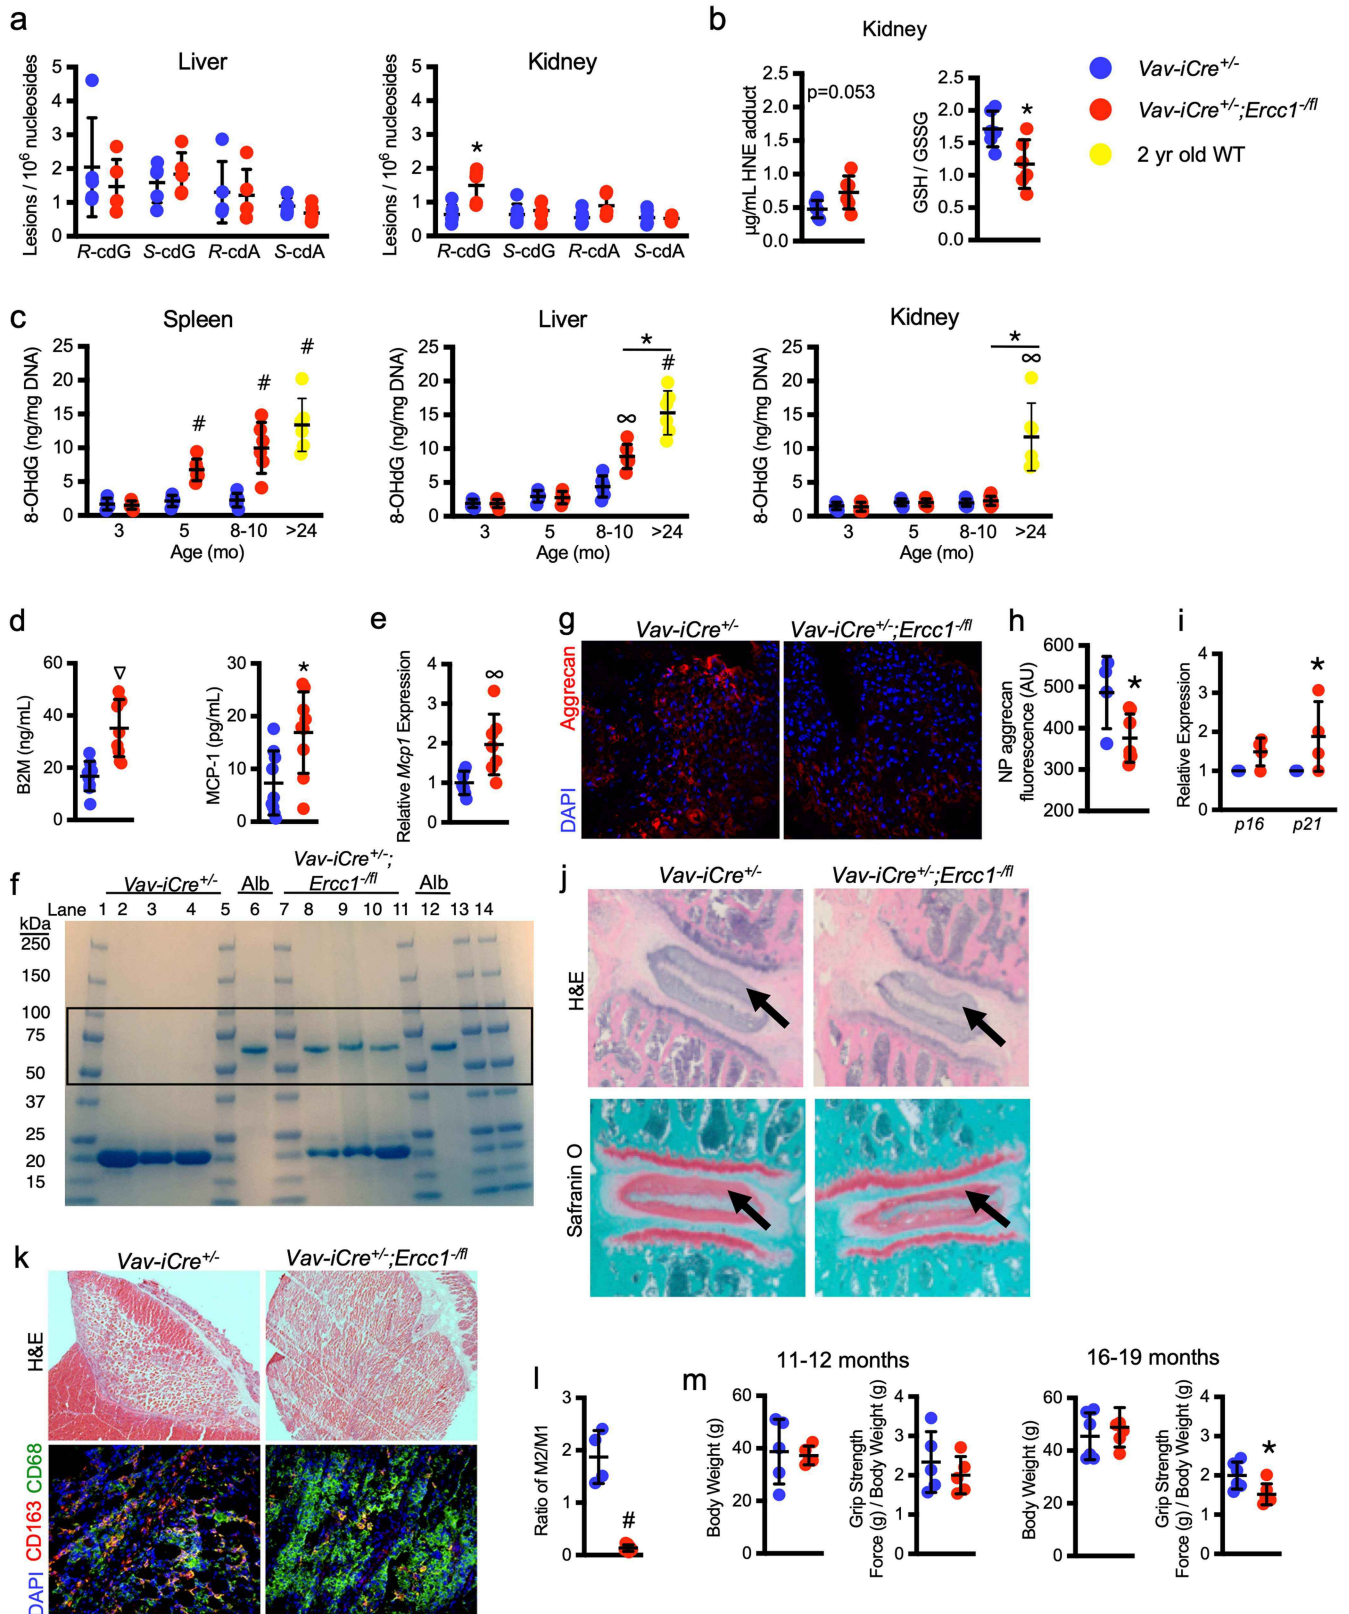 a
Liver
Lesions / 10⁶ nucleosides
5
4
3
2
1
0
R-cdG S-cdG R-cdA S-cdA
Kidney
Lesions / 10⁶ nucleosides
5
4
3
2
1
0
*
R-cdG S-cdG R-cdA S-cdA
b
Kidney
µg/mL HNE adduct
2.5
2.0
1.5
1.0
0.5
0.0
p=0.053
GSH / GSSG
2.5
2.0
1.5
1.0
0.5
0.0
*
Vav-iCre⁺/⁻
Vav-iCre⁺/⁻;Ercc1⁻/ᶠˡ
2 yr old WT
c
Spleen
8-OHdG (ng/mg DNA)
25
20
15
10
5
0
# # #
3 5 8-10 >24
Age (mo)
Liver
8-OHdG (ng/mg DNA)
25
20
15
10
5
0
*
∞ #
3 5 8-10 >24
Age (mo)
Kidney
8-OHdG (ng/mg DNA)
25
20
15
10
5
0
*
∞
3 5 8-10 >24
Age (mo)
d
B2M (ng/mL)
60
40
20
0
∇
MCP-1 (pg/mL)
30
20
10
0
*
e
Relative Mcp1 Expression
4
3
2
1
0
∞
g
Vav-iCre⁺/⁻ Vav-iCre⁺/⁻;Ercc1⁻/ᶠˡ
DAPI Aggrecan
h
NP aggrecan
fluorescence (AU)
600
500
400
300
200
*
i
Relative Expression
4
3
2
1
0
*
p16 p21
f
Vav-iCre⁺/⁻ Alb Vav-iCre⁺/⁻;
Ercc1⁻/ᶠˡ Alb
Lane 1 2 3 4 5 6 7 8 9 10 11 12 13 14
kDa
250
150
100
75
50
37
25
20
15
j
Vav-iCre⁺/⁻ Vav-iCre⁺/⁻;Ercc1⁻/ᶠˡ
H&E
Safranin O
k
Vav-iCre⁺/⁻ Vav-iCre⁺/⁻;Ercc1⁻/ᶠˡ
H&E
DAPI CD163 CD68
l
Ratio of M2/M1
3
2
1
0
#
m
11-12 months
Body Weight (g)
60
40
20
0
Grip Strength
Force (g) / Body Weight (g)
4
3
2
1
0
16-19 months
Body Weight (g)
60
40
20
0
Grip Strength
Force (g) / Body Weight (g)
4
3
2
1
0
*